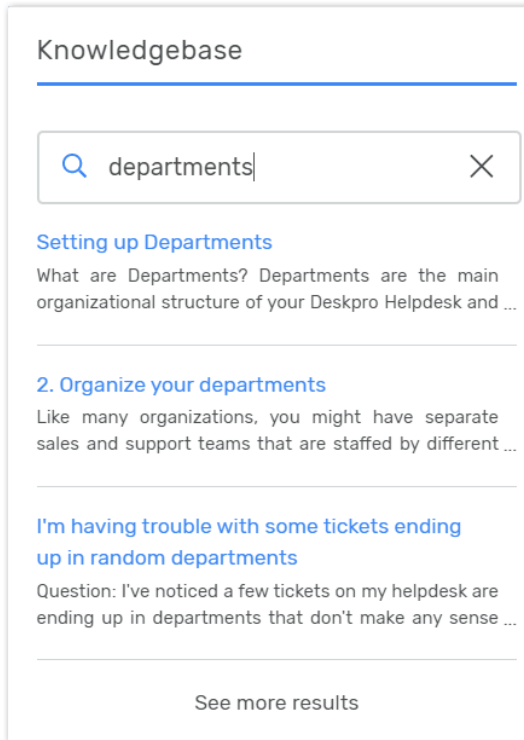 Knowledgebase
departments
Setting up Departments
What are Departments? Departments are the main
organizational structure of your Deskpro Helpdesk and ...
2. Organize your departments
Like many organizations, you might have separate
sales and support teams that are staffed by different ...
I'm having trouble with some tickets ending
up in random departments
Question: I've noticed a few tickets on my helpdesk are
ending up in departments that don't make any sense ...
See more results